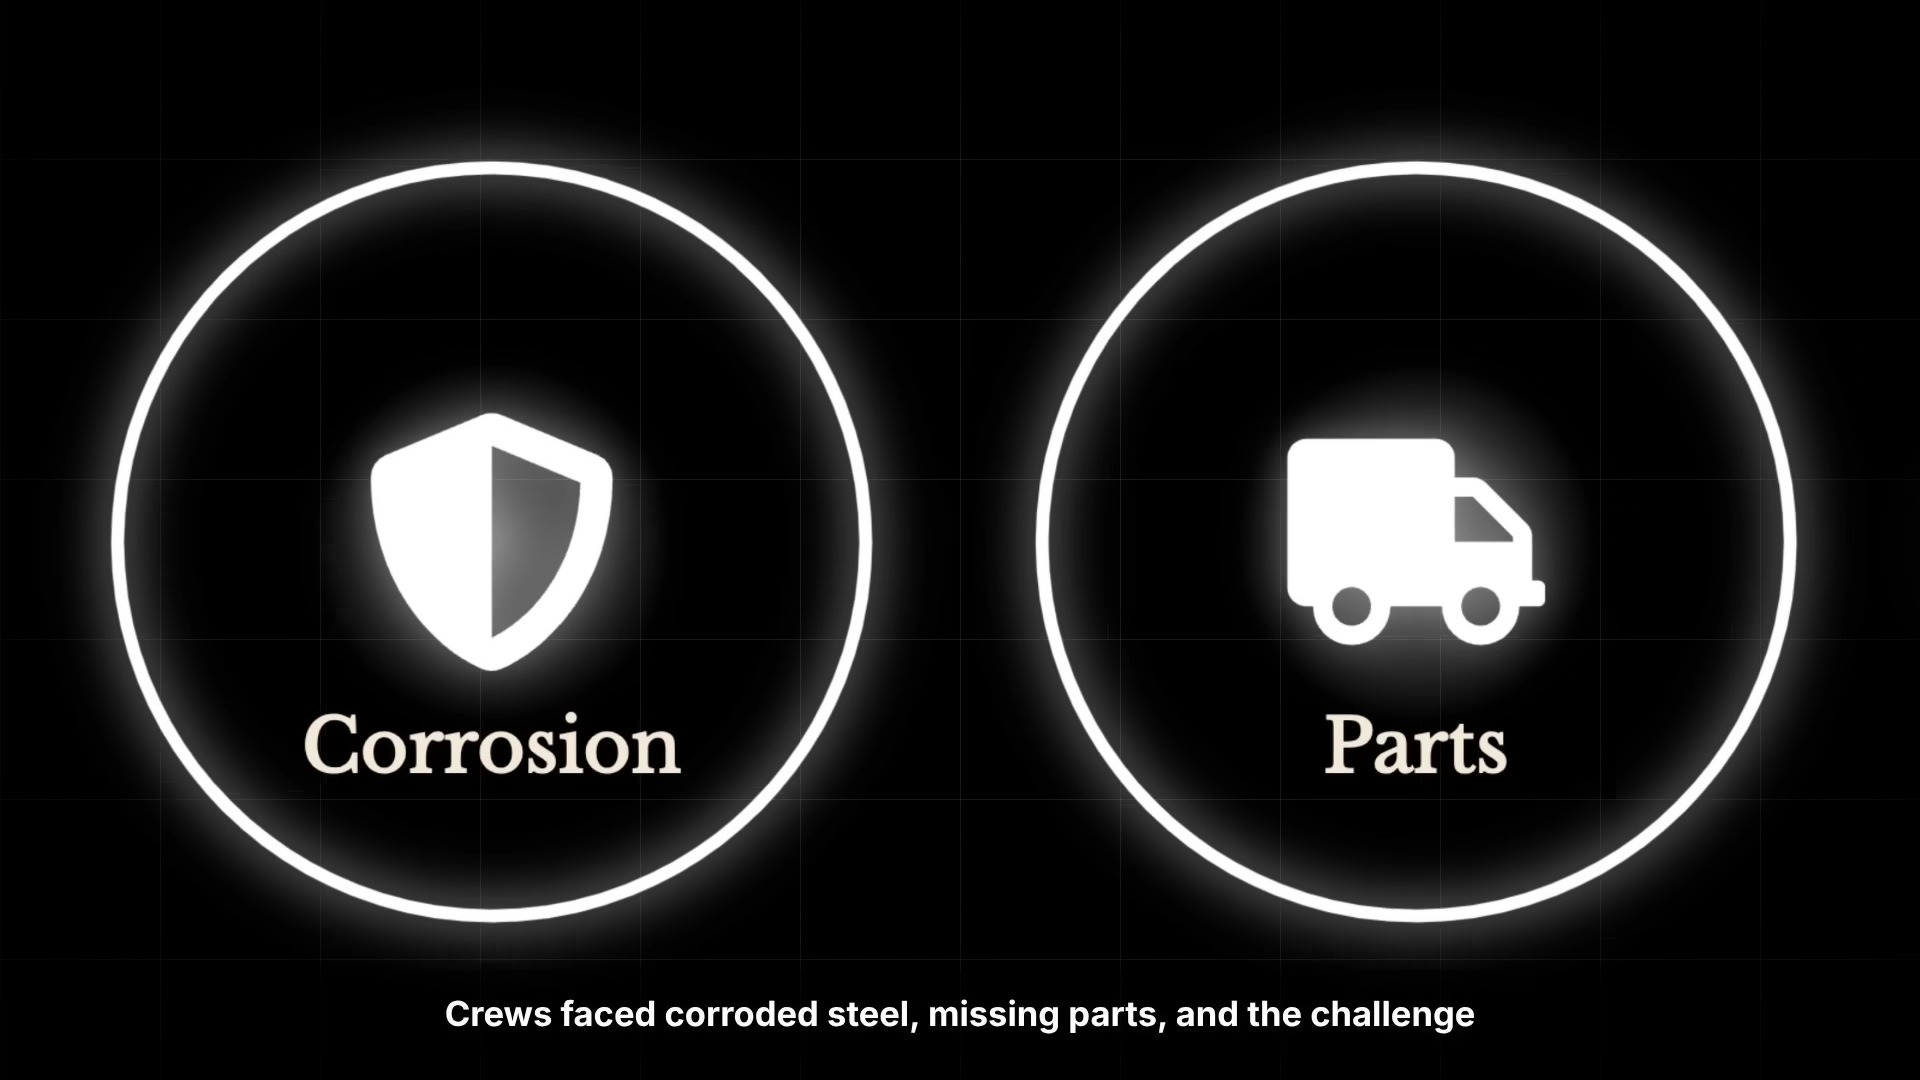 Corrosion
Parts
Crews faced corroded steel, missing parts, and the challenge